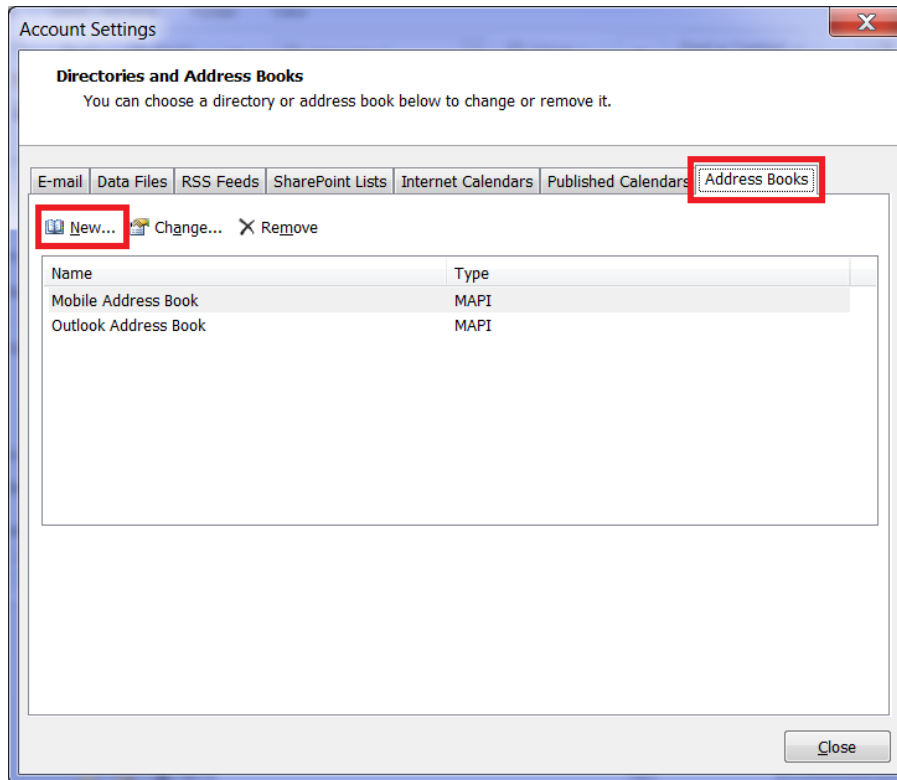 Account Settings
Directories and Address Books
You can choose a directory or address book below to change or remove it.
E-mail Data Files RSS Feeds SharePoint Lists Internet Calendars Published Calendars Address Books
New... Change... Remove
Name Type
Mobile Address Book MAPI
Outlook Address Book MAPI
Close